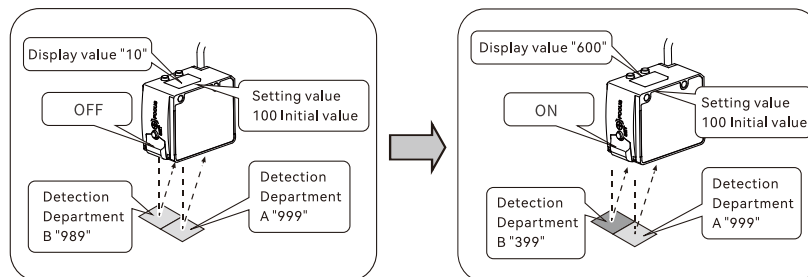 Display value "10"
OFF
Setting value
100 Initial value
Detection
Department
B "989"
Detection
Department
A "999"
Display value "600"
ON
Setting value
100 Initial value
Detection
Department
B "399"
Detection
Department
A "999"